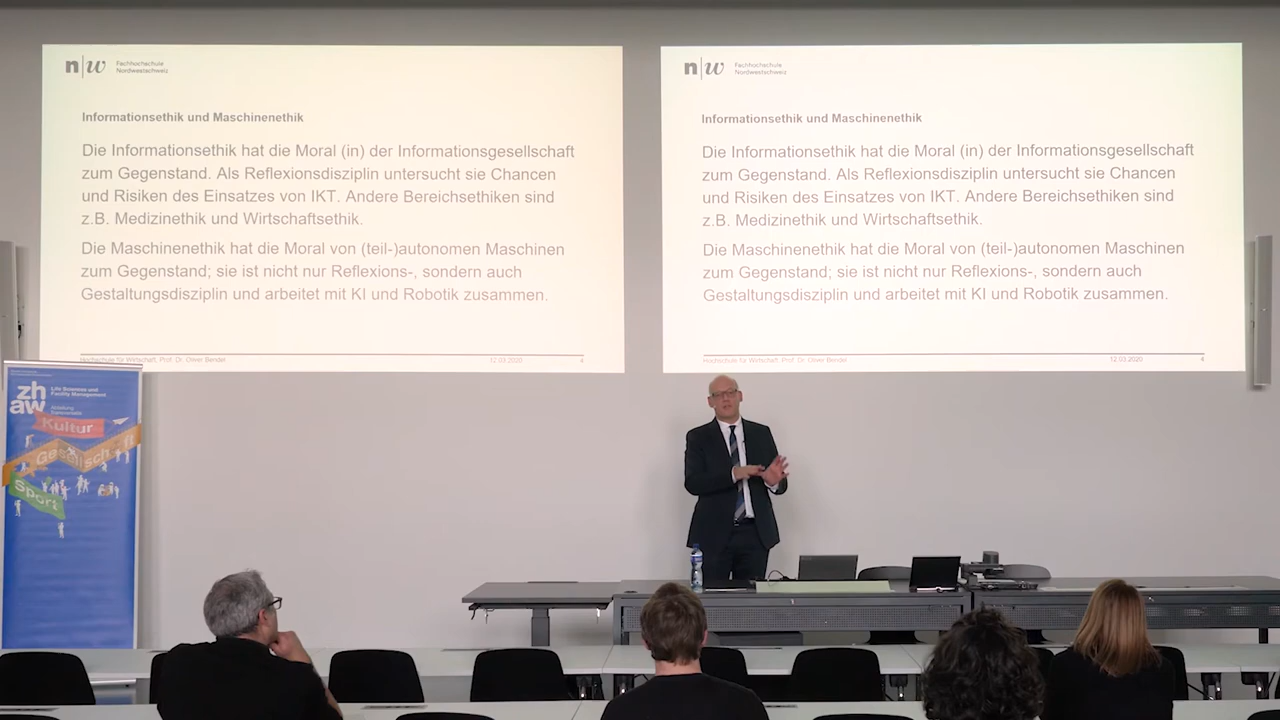 n|w Fachhochschule
Nordwestschweiz
Informationsethik und Maschinenethik
Die Informationsethik hat die Moral (in) der Informationsgesellschaft
zum Gegenstand. Als Reflexionsdisziplin untersucht sie Chancen
und Risiken des Einsatzes von IKT. Andere Bereichsethiken sind
z.B. Medizinethik und Wirtschaftsethik.
Die Maschinenethik hat die Moral von (teil-)autonomen Maschinen
zum Gegenstand; sie ist nicht nur Reflexions-, sondern auch
Gestaltungsdisziplin und arbeitet mit KI und Robotik zusammen.
Hochschule für Wirtschaft, Prof. Dr. Oliver Bendel 12.03.2020 4
n|w Fachhochschule
Nordwestschweiz
Informationsethik und Maschinenethik
Die Informationsethik hat die Moral (in) der Informationsgesellschaft
zum Gegenstand. Als Reflexionsdisziplin untersucht sie Chancen
und Risiken des Einsatzes von IKT. Andere Bereichsethiken sind
z.B. Medizinethik und Wirtschaftsethik.
Die Maschinenethik hat die Moral von (teil-)autonomen Maschinen
zum Gegenstand; sie ist nicht nur Reflexions-, sondern auch
Gestaltungsdisziplin und arbeitet mit KI und Robotik zusammen.
Hochschule für Wirtschaft, Prof. Dr. Oliver Bendel 12.03.2020 4
zh
aw
Life Sciences und
Facility Management
Kultur
Gesellschaft
Sport